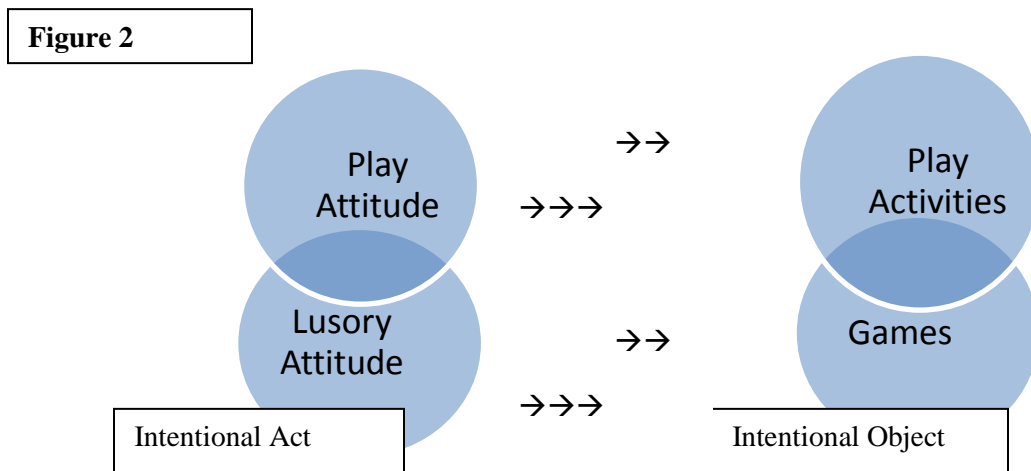 Figure 2
Play
Attitude
→→
→→→
Play
Activities
Lusory
Attitude
→→
→→→
Games
Intentional Act
Intentional Object